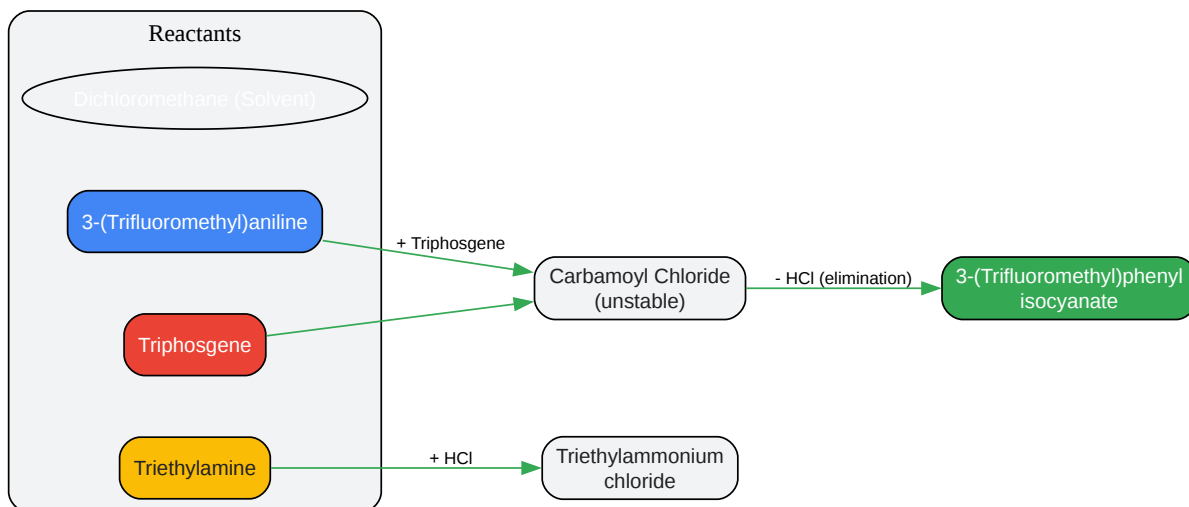 Reactants
Dichloromethane (Solvent)
3-(Trifluoromethyl)aniline
+ Triphosgene
Carbamoyl Chloride
(unstable)
- HCl (elimination)
3-(Trifluoromethyl)phenyl
isocyanate
Triphosgene
Triethylamine
+ HCl
Triethylammonium
chloride